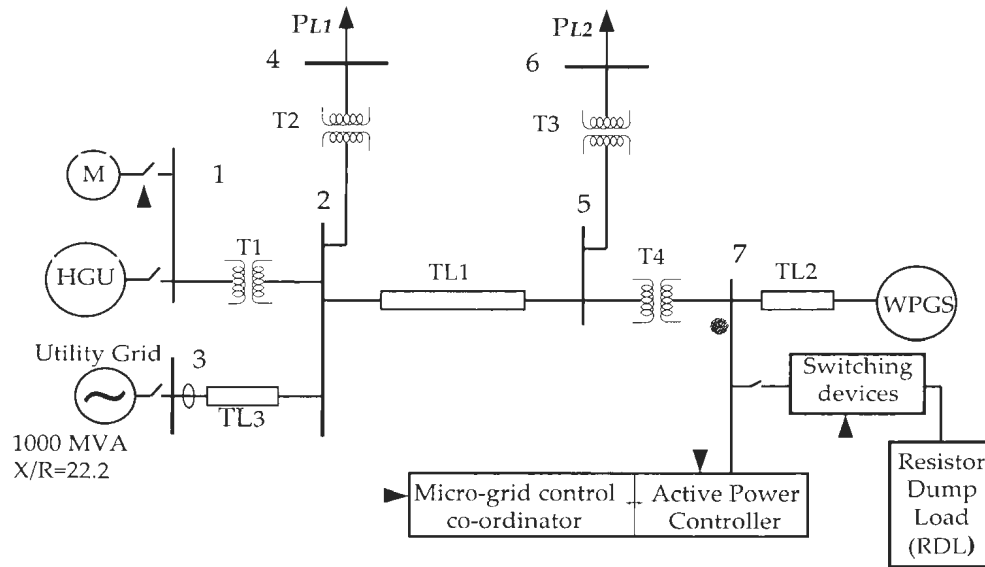 PL1
PL2
4
6
T2
T3
M
1
2
5
T1
T4
7
HGU
TL1
TL2
WPGS
Utility Grid
3
TL3
1000 MVA
X/R=22.2
Switching
devices
Micro-grid control
co-ordinator
Active Power
Controller
Resistor
Dump
Load
(RDL)